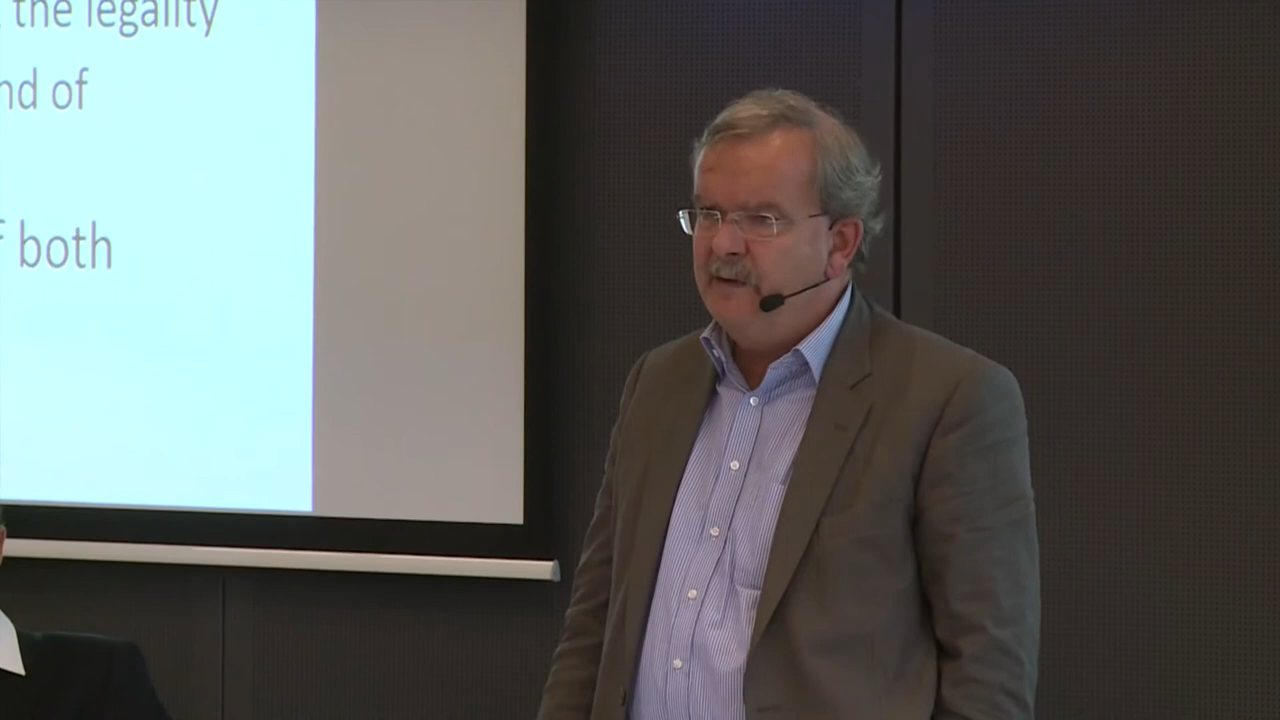 the legality
nd of
f both